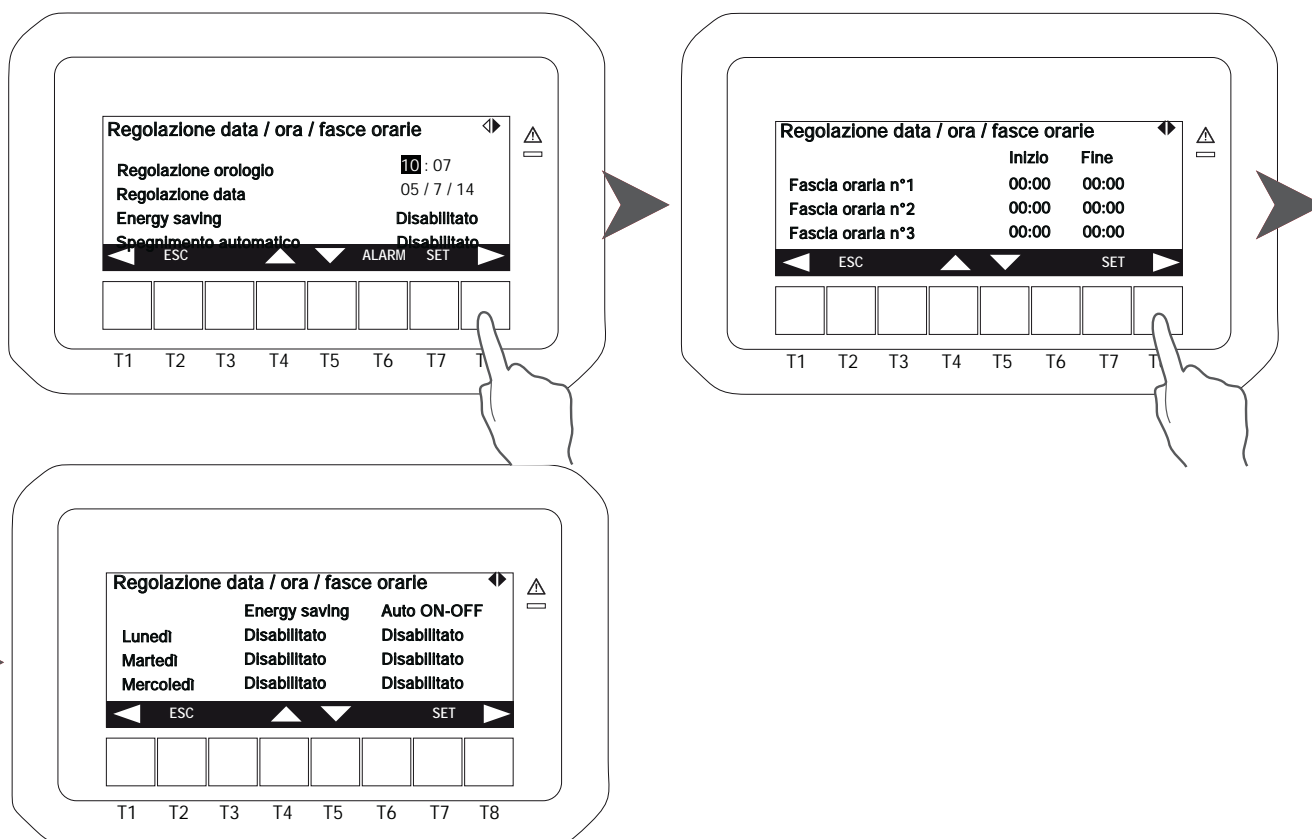 Regolazione data / ora / fasce orarie
Regolazione orologio 10 : 07
Regolazione data 05 / 7 / 14
Energy saving Disabilitato
Spegnimento automatico Disabilitato
ESC ALARM SET
T1 T2 T3 T4 T5 T6 T7 T
Regolazione data / ora / fasce orarie
Inizio Fine
Fascia oraria n°1 00:00 00:00
Fascia oraria n°2 00:00 00:00
Fascia oraria n°3 00:00 00:00
ESC SET
T1 T2 T3 T4 T5 T6 T7 T
Regolazione data / ora / fasce orarie
Energy saving Auto ON-OFF
Lunedì Disabilitato Disabilitato
Martedì Disabilitato Disabilitato
Mercoledì Disabilitato Disabilitato
ESC SET
T1 T2 T3 T4 T5 T6 T7 T8